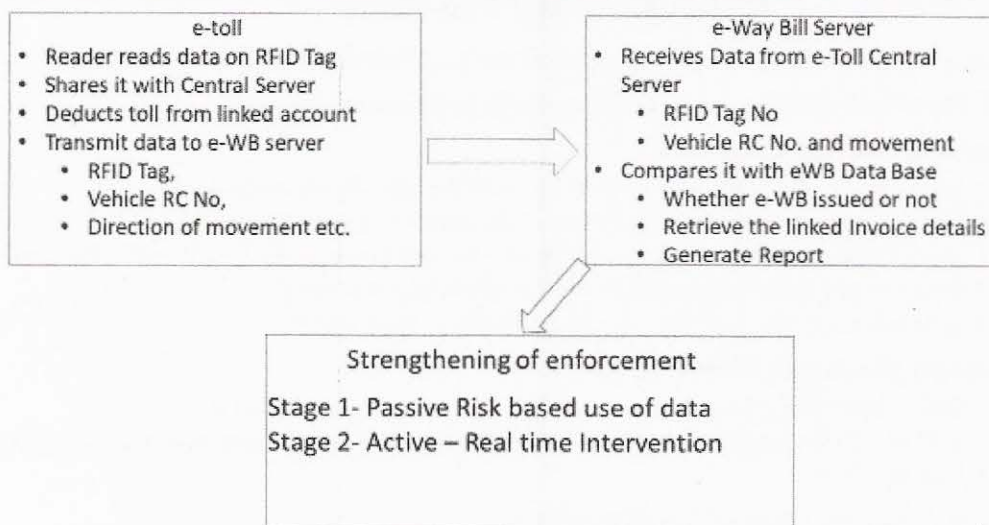 e-toll
• Reader reads data on RFID Tag
• Shares it with Central Server
• Deducts toll from linked account
• Transmit data to e-WB server
• RFID Tag,
• Vehicle RC No,
• Direction of movement etc.
e-Way Bill Server
• Receives Data from e-Toll Central
Server
• RFID Tag No
• Vehicle RC No. and movement
• Compares it with eWB Data Base
• Whether e-WB issued or not
• Retrieve the linked Invoice details
• Generate Report
Strengthening of enforcement
Stage 1- Passive Risk based use of data
Stage 2- Active – Real time Intervention